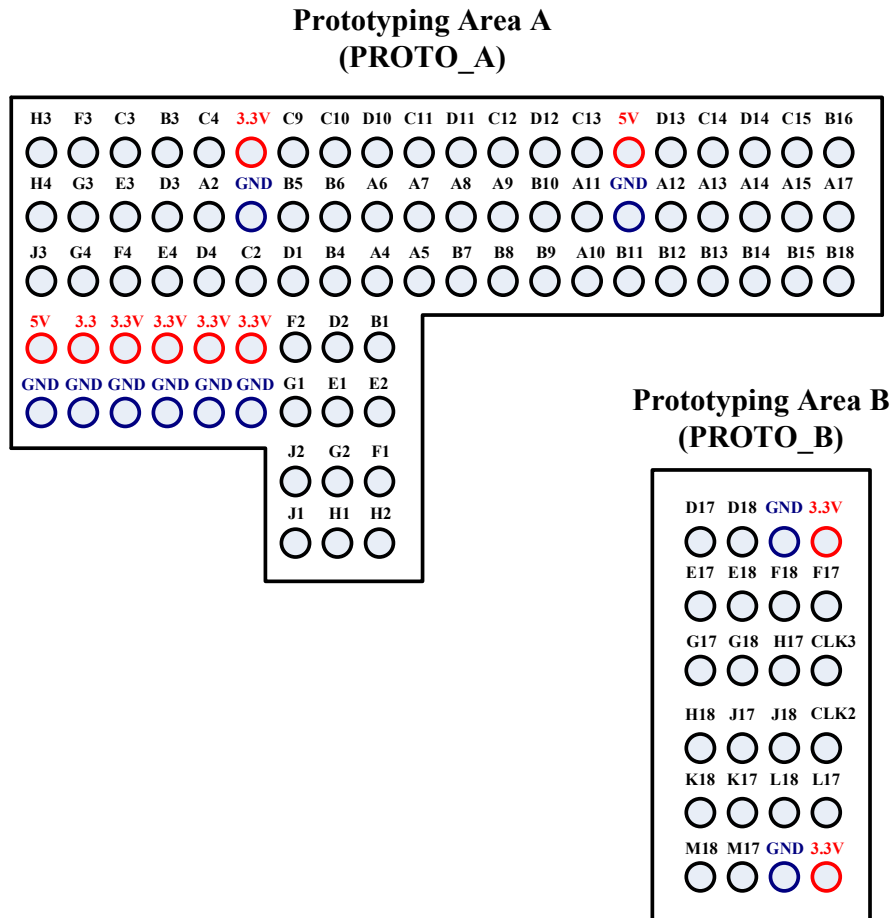 Prototyping Area A
(PROTO_A)
H3 F3 C3 B3 C4 3.3V C9 C10 D10 C11 D11 C12 D12 C13 5V D13 C14 D14 C15 B16
H4 G3 E3 D3 A2 GND B5 B6 A6 A7 A8 A9 B10 A11 GND A12 A13 A14 A15 A17
J3 G4 F4 E4 D4 C2 D1 B4 A4 A5 B7 B8 B9 A10 B11 B12 B13 B14 B15 B18
5V 3.3 3.3V 3.3V 3.3V 3.3V F2 D2 B1
GND GND GND GND GND GND G1 E1 E2
J2 G2 F1
J1 H1 H2
Prototyping Area B
(PROTO_B)
D17 D18 GND 3.3V
E17 E18 F18 F17
G17 G18 H17 CLK3
H18 J17 J18 CLK2
K18 K17 L18 L17
M18 M17 GND 3.3V